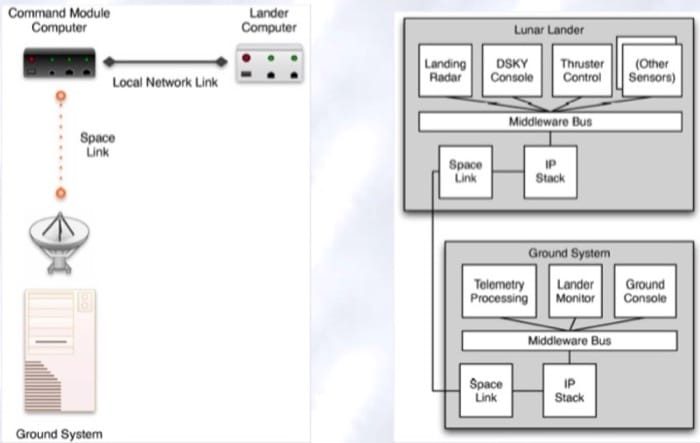 Command Module
Computer
Lander
Computer
Local Network Link
Space
Link
Ground System
Lunar Lander
Landing
Radar
DSKY
Console
Thruster
Control
(Other
Sensors)
Middleware Bus
Space
Link
IP
Stack
Ground System
Telemetry
Processing
Lander
Monitor
Ground
Console
Middleware Bus
Space
Link
IP
Stack